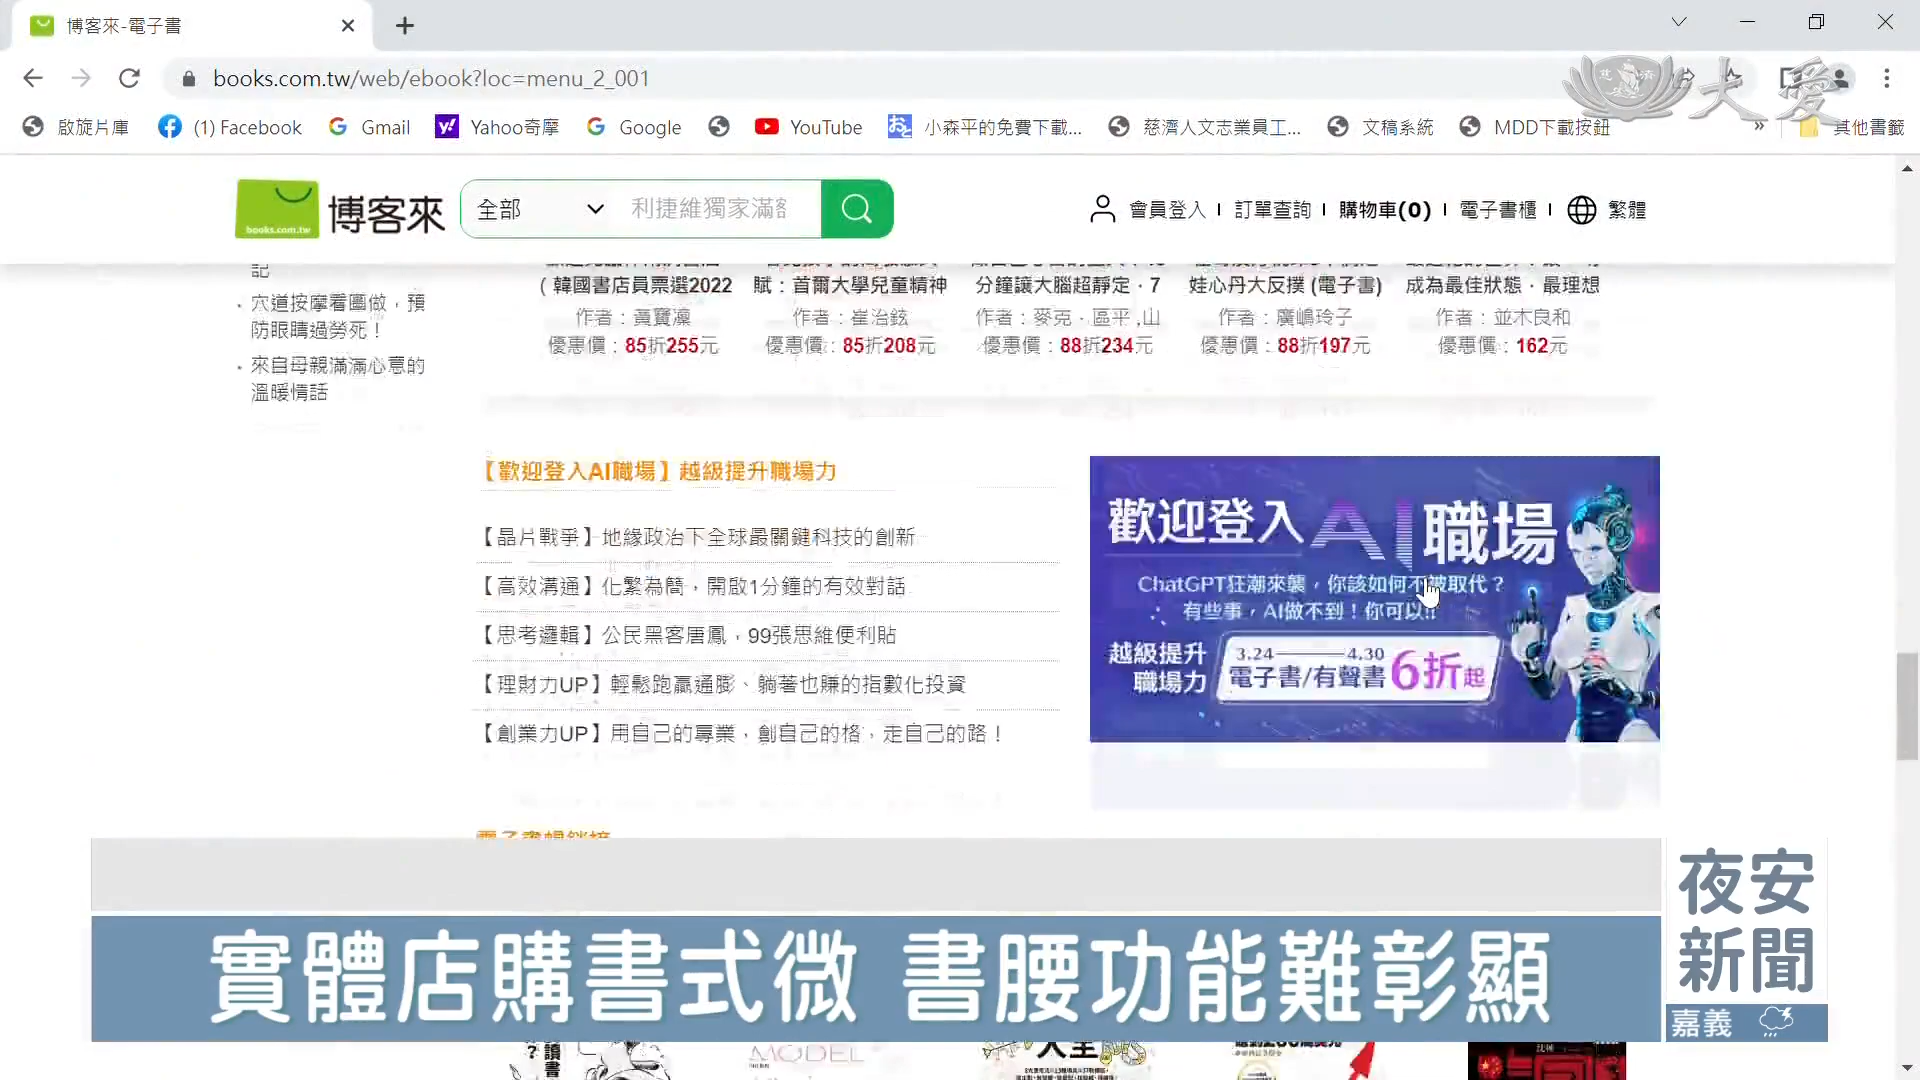 博客來-電子書
books.com.tw/web/ebook?loc=menu_2_001
大愛
啟旋片庫 (1) Facebook Gmail Yahoo奇摩 Google YouTube 小森平的免費下載... 慈濟人文志業員工... 文稿系統 MDD下載按鈕 » 其他書籤
books.com.tw 博客來 全部 利捷維獨家滿額 會員登入 訂單查詢 購物車(0) 電子書櫃 繁體
記
穴道按摩看圖做，預
防眼睛過勞死！
來自母親滿滿心意的
溫暖情話
( 韓國書店員票選2022
作者：黃寶濂
優惠價：85折255元
賦：首爾大學兒童精神
作者：崔治鉉
優惠價：85折208元
分鐘讓大腦超靜定．7
作者：麥克．區平 ,山
優惠價：88折234元
娃心丹大反撲 (電子書)
作者：廣嶋玲子
優惠價：88折197元
成為最佳狀態．最理想
作者：並木良和
優惠價：162元
【歡迎登入AI職場】越級提升職場力
【晶片戰爭】地緣政治下全球最關鍵科技的創新
【高效溝通】化繁為簡，開啟1分鐘的有效對話
【思考邏輯】公民黑客唐鳳，99張思維便利貼
【理財力UP】輕鬆跑贏通膨、躺著也賺的指數化投資
【創業力UP】用自己的專業，創自己的格，走自己的路！
歡迎登入AI職場
ChatGPT狂潮來襲，你該如何不被取代？
有些事，AI做不到！你可以!!
越級提升
職場力
3.24 4.30
電子書/有聲書6折起
夜安
新聞
實體店購書式微 書腰功能難彰顯
嘉義
讀書
？
MODEL
大全